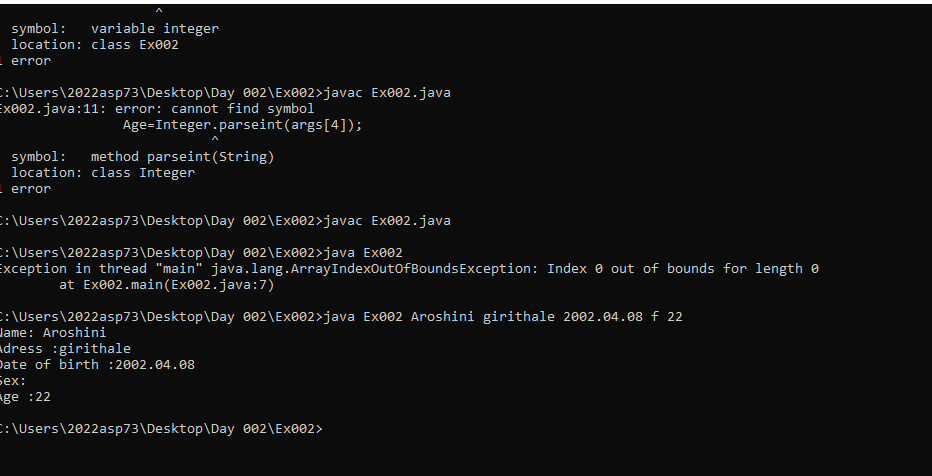 ^
symbol:   variable integer
location: class Ex002
1 error
C:\Users\2022asp73\Desktop\Day 002\Ex002>javac Ex002.java
Ex002.java:11: error: cannot find symbol
Age=Integer.parseint(args[4]);
^
symbol:   method parseint(String)
location: class Integer
1 error
C:\Users\2022asp73\Desktop\Day 002\Ex002>javac Ex002.java
C:\Users\2022asp73\Desktop\Day 002\Ex002>java Ex002
Exception in thread "main" java.lang.ArrayIndexOutOfBoundsException: Index 0 out of bounds for length 0
at Ex002.main(Ex002.java:7)
C:\Users\2022asp73\Desktop\Day 002\Ex002>java Ex002 Aroshini girithale 2002.04.08 f 22
Name: Aroshini
Adress :girithale
Date of birth :2002.04.08
Sex:
Age :22
C:\Users\2022asp73\Desktop\Day 002\Ex002>